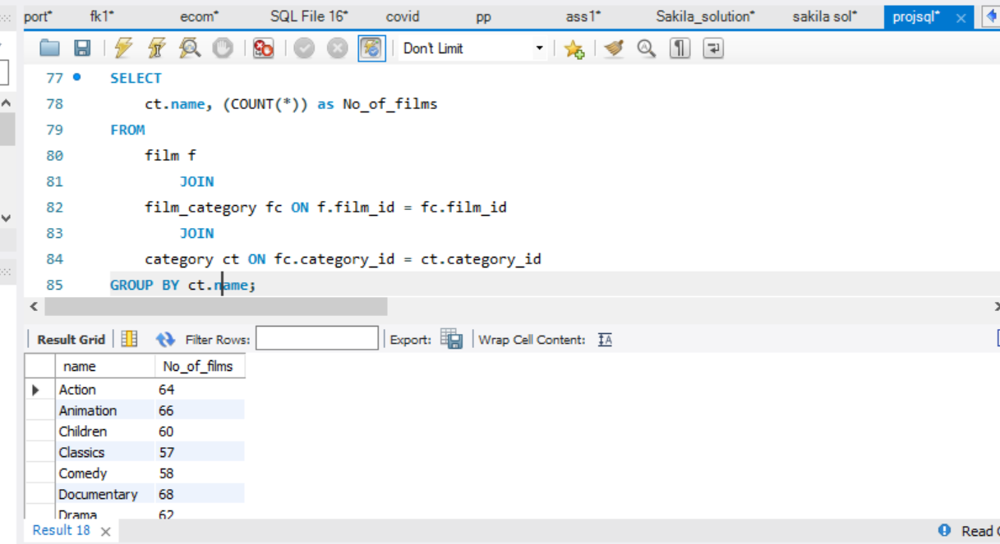 port* fk1* ecom* SQL File 16* covid pp ass1* Sakila_solution* sakila sol* projsql*
Don't Limit
77 SELECT
78 ct.name, (COUNT(*)) as No_of_films
79 FROM
80 film f
81 JOIN
82 film_category fc ON f.film_id = fc.film_id
83 JOIN
84 category ct ON fc.category_id = ct.category_id
85 GROUP BY ct.name;
Result Grid Filter Rows: Export: Wrap Cell Content:
name No_of_films
Action 64
Animation 66
Children 60
Classics 57
Comedy 58
Documentary 68
Drama 62
Result 18 Read